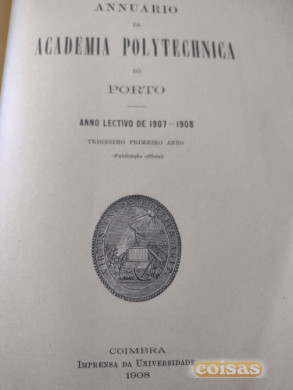 ANNUARIO
DA
ACADEMIA POLYTECHNICA
DO
PORTO
ANNO LECTIVO DE 1907-1908
TRIGESIMO PRIMEIRO ANNO
(Publicação official)
COIMBRA
IMPRENSA DA UNIVERSIDADE
1908
coisas